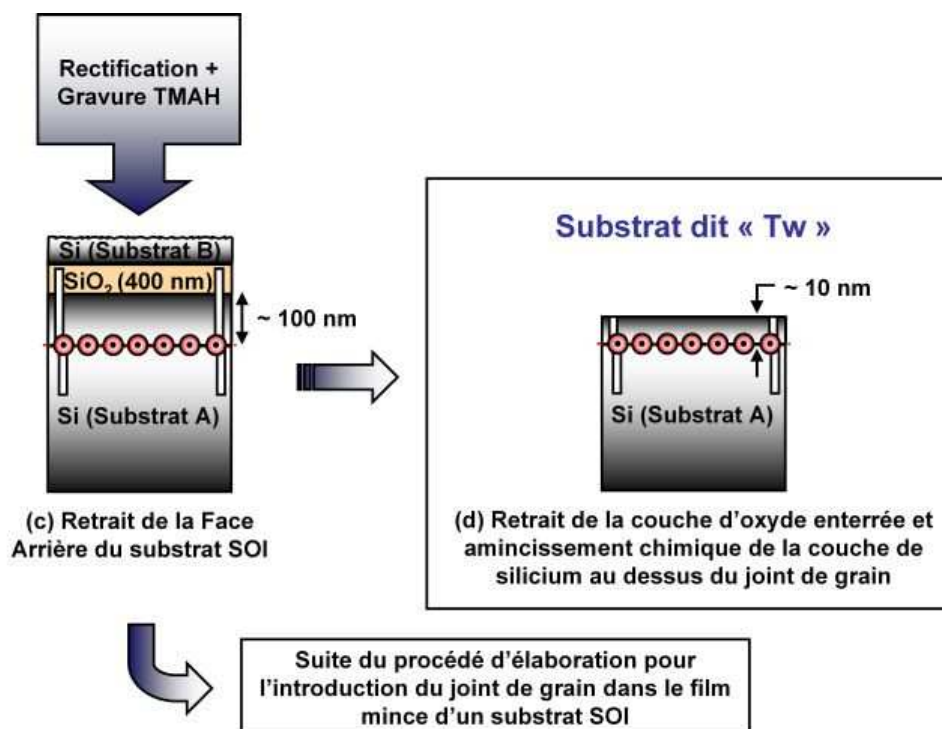 Rectification +
Gravure TMAH
Si (Substrat B)
SiO2 (400 nm)
~ 100 nm
Si (Substrat A)
(c) Retrait de la Face
Arrière du substrat SOI
Substrat dit « Tw »
~ 10 nm
Si (Substrat A)
(d) Retrait de la couche d’oxyde enterrée et
amincissement chimique de la couche de
silicium au dessus du joint de grain
Suite du procédé d’élaboration pour
l’introduction du joint de grain dans le film
mince d’un substrat SOI